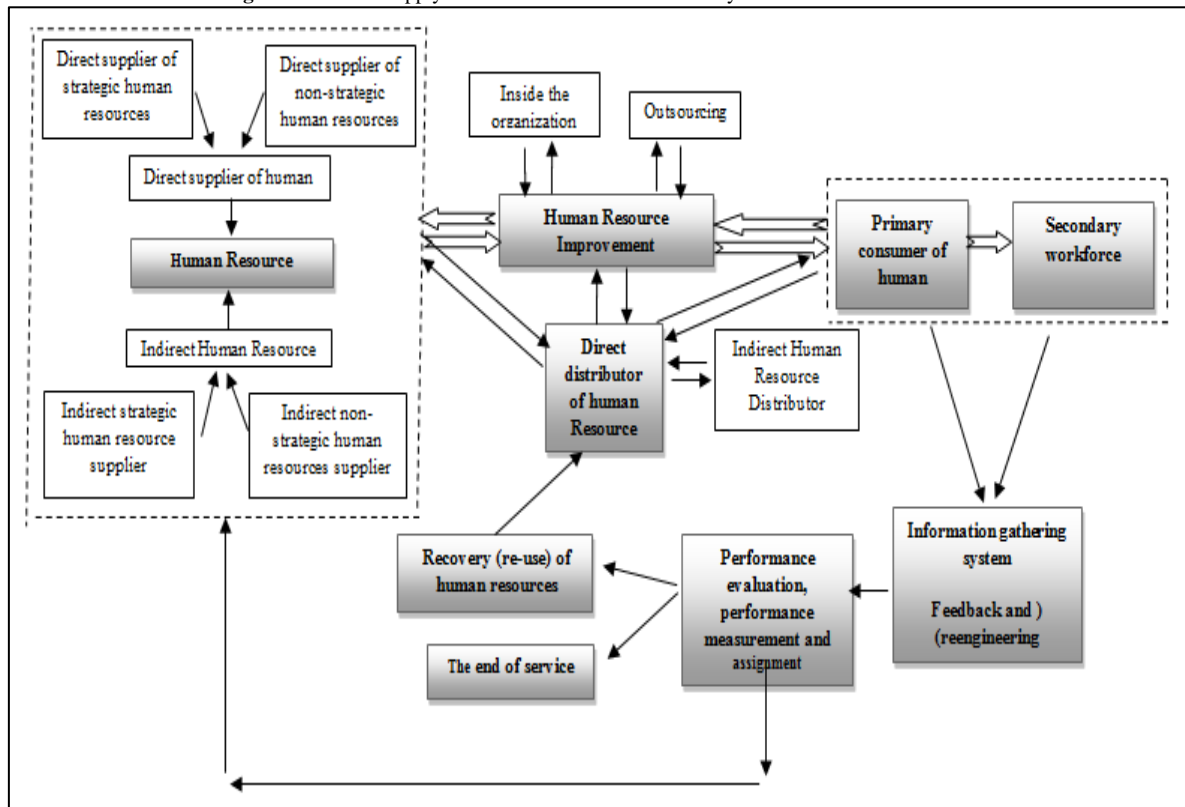 supply
Direct supplier of
strategic human
resources
Direct supplier of
non-strategic
human resources
Direct supplier of human
Human Resource
Indirect Human Resource
Indirect strategic
human resource
supplier
Indirect non-
strategic human
resources supplier
Inside the
organization
Outsourcing
Human Resource
Improvement
Primary
consumer of
human
Secondary
workforce
Direct
distributor
of human
Resource
Indirect Human
Resource
Distributor
Recovery (re-use) of
human resources
The end of service
Performance
evaluation,
performance
measurement and
assignment
Information gathering
system
Feedback and )
(reengineering